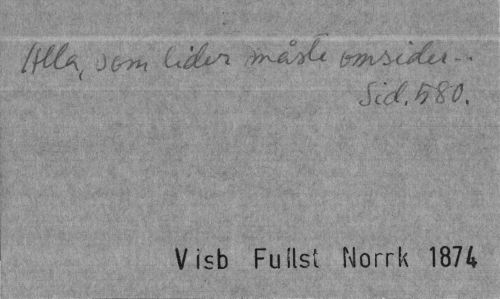 Alla, som lider måste omsider..
Sid. 580.
Visb Fullst Norrk 1874